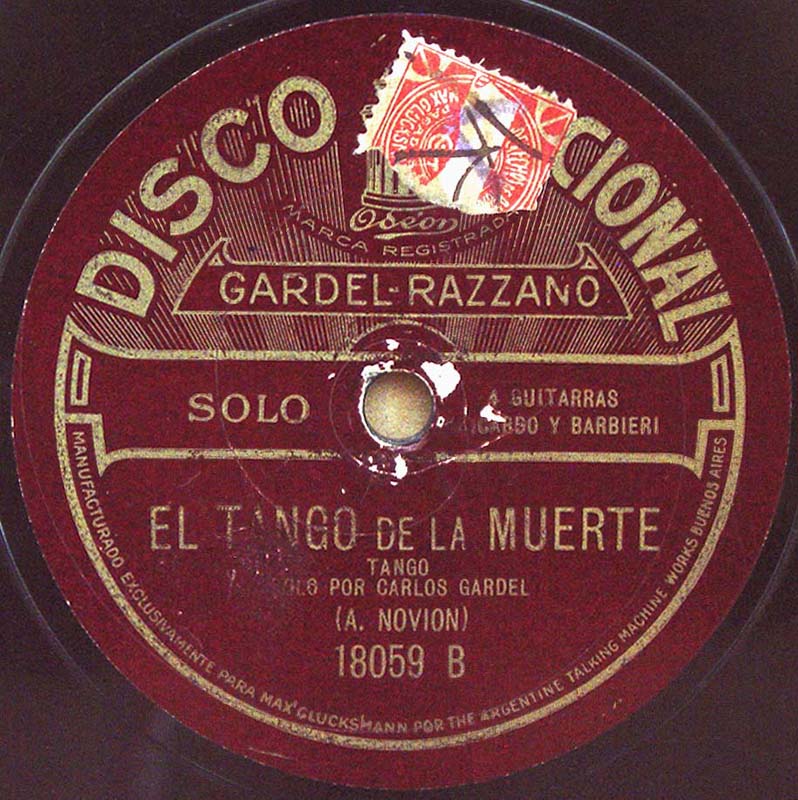 DISCO
CIONAL
Odeon
MARCA REGISTRADA
GARDEL-RAZZANO
SOLO
GUITARRAS
Y BARBIERI
EL TANGO DE LA MUERTE
TANGO
SOLO POR CARLOS GARDEL
(A. NOVION)
18059 B
MANUFACTURADO EXCLUSIVAMENTE PARA MAX GLUCKSMANN POR THE ARGENTINE TALKING MACHINE WORKS BUENOS AIRES